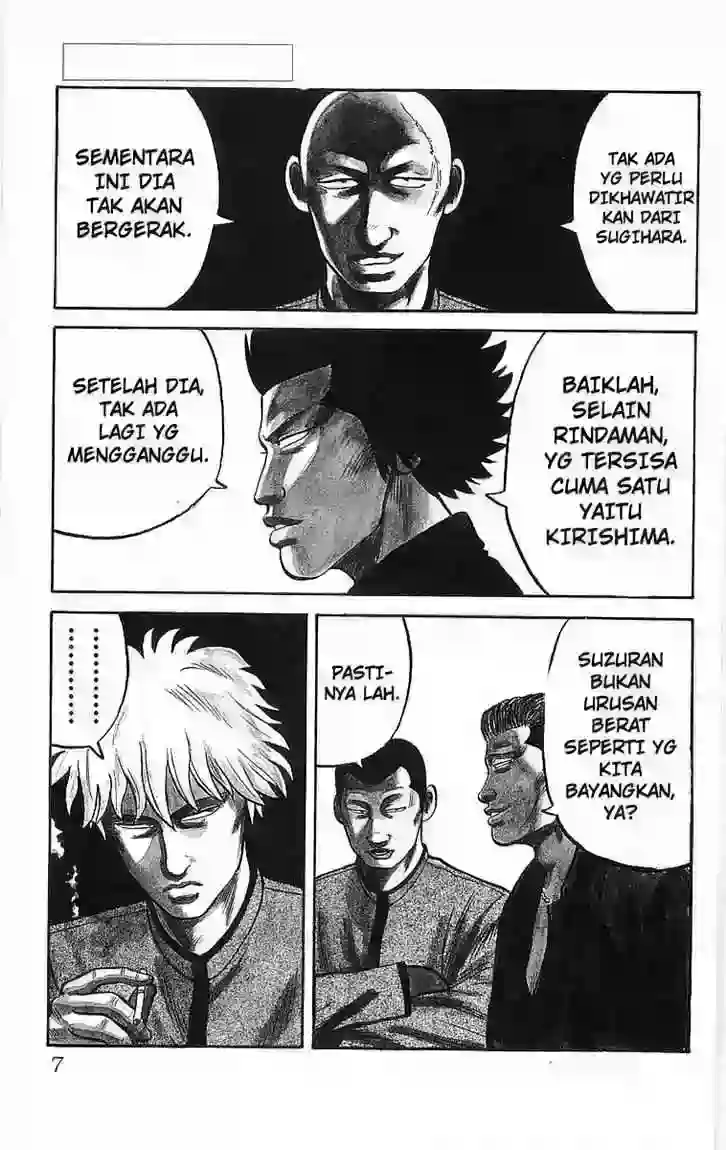 TAK ADA
YG PERLU
DIKHAWATIR
KAN DARI
SUGIHARA.
SEMENTARA
INI DIA
TAK AKAN
BERGERAK.
BAIKLAH,
SELAIN
RINDAMAN,
YG TERSISA
CUMA SATU
YAITU
KIRISHIMA.
SETELAH DIA,
TAK ADA
LAGI YG
MENGGANGGU.
SUZURAN
BUKAN
URUSAN
BERAT
SEPERTI YG
KITA
BAYANGKAN,
YA?
PASTI-
NYA LAH.
.........
.........
7